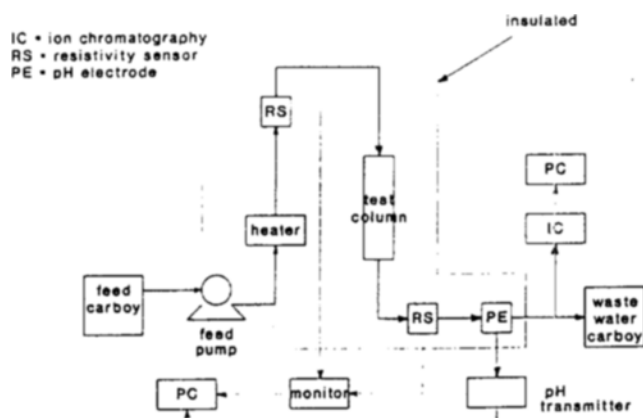 insulated
IC = ion chromatography
RS = resistivity sensor
PE = pH electrode
RS
PC
test
column
IC
heater
feed
carboy
feed
pump
RS
PE
waste
water
carboy
PC
monitor
pH
transmitter